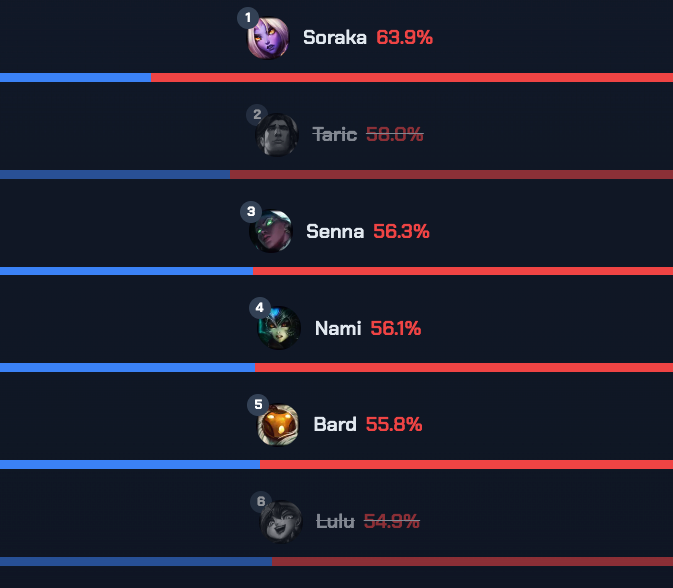 1
Soraka 63.9%
2
Taric 58.0%
3
Senna 56.3%
4
Nami 56.1%
5
Bard 55.8%
6
Lulu 54.9%